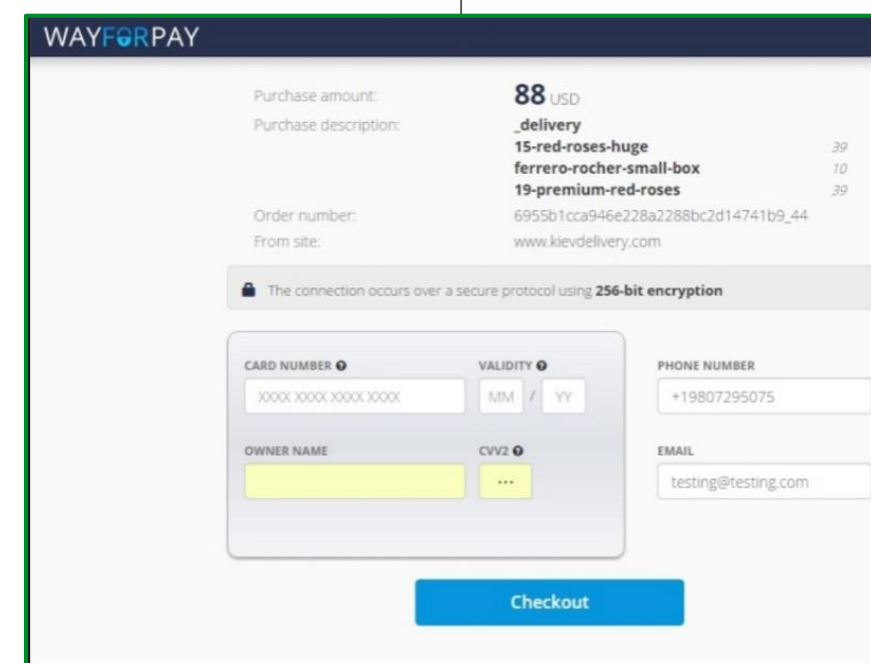 WAYFORPAY
Purchase amount: 88 USD
Purchase description: _delivery
15-red-roses-huge 39
ferrero-rocher-small-box 10
19-premium-red-roses 39
Order number: 6955b1cca946e228a2288bc2d14741b9_44
From site: www.kievdelivery.com
The connection occurs over a secure protocol using 256-bit encryption
CARD NUMBER VALIDITY PHONE NUMBER
XXXX XXXX XXXX XXXX MM / YY +19807295075
OWNER NAME CVV2 EMAIL
••• testing@testing.com
Checkout